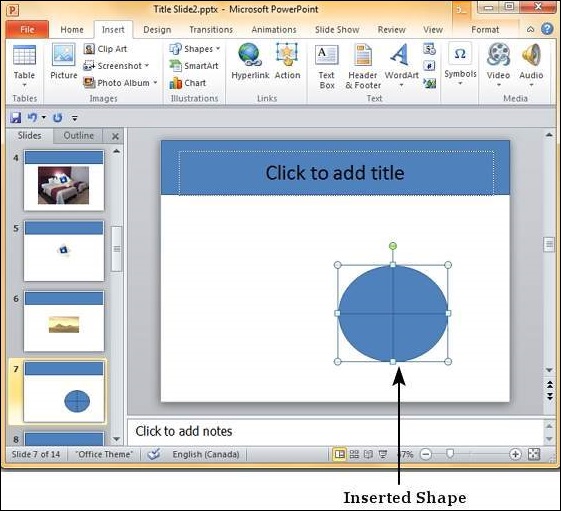 Title Slide2.pptx - Microsoft PowerPoint
File Home Insert Design Transitions Animations Slide Show Review View Format
Table
Picture
Clip Art
Screenshot
Photo Album
Shapes
SmartArt
Chart
Hyperlink Action
Text Box
Header & Footer
WordArt
Symbols
Video Audio
Tables Images Illustrations Links Text Media
Slides Outline
4
5
6
7
8
Click to add title
Click to add notes
Slide 7 of 14 "Office Theme" English (Canada) 47%
Inserted Shape